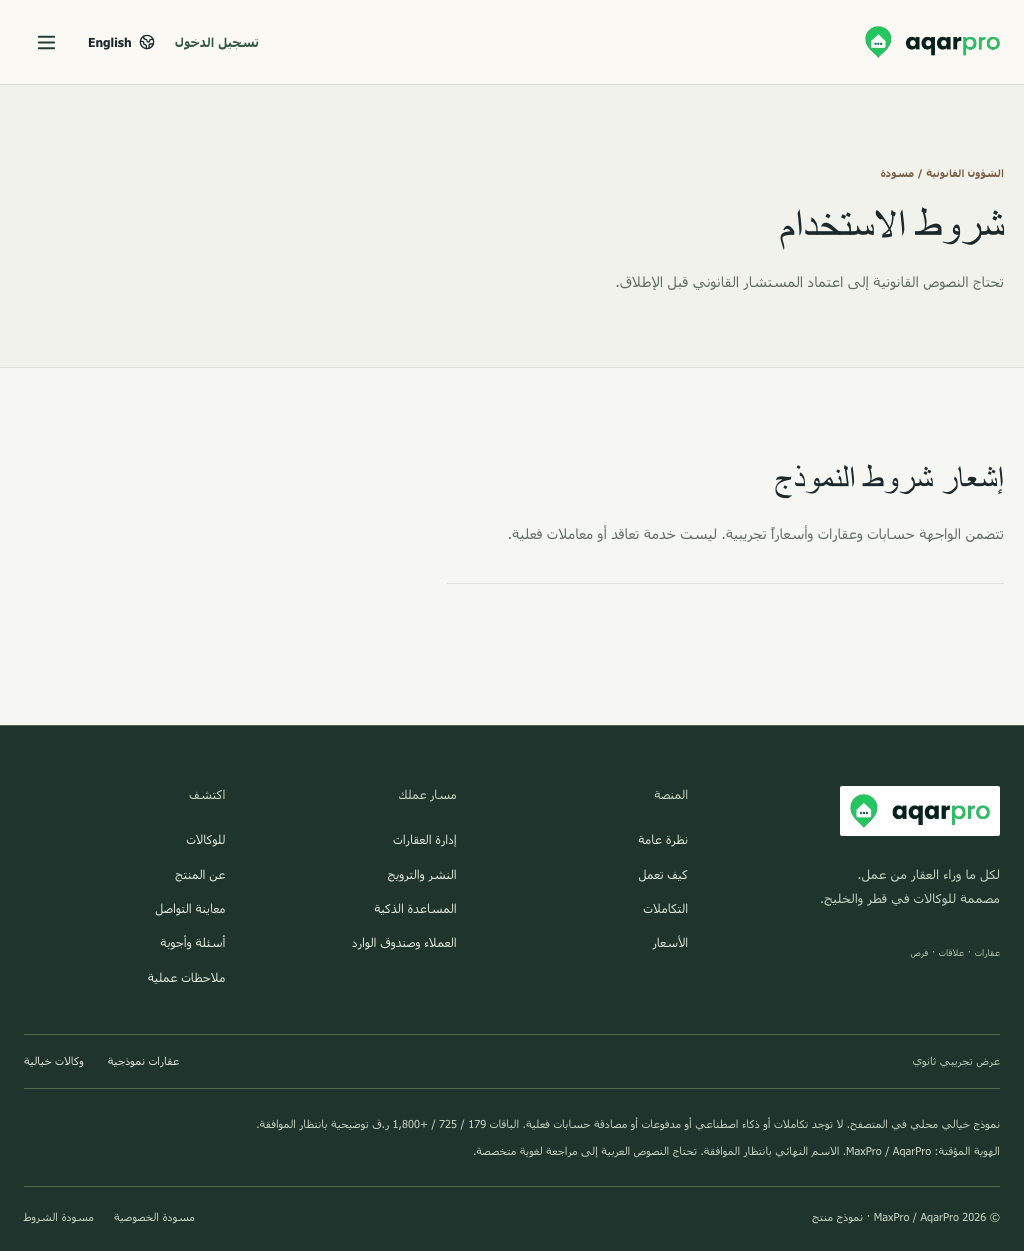 aqarpro
تسجيل الدخول
English
الشؤون القانونية / مسودة
شروط الاستخدام
تحتاج النصوص القانونية إلى اعتماد المستشار القانوني قبل الإطلاق.
إشعار شروط النموذج
تتضمن الواجهة حسابات وعقارات وأسعاراً تجريبية. ليست خدمة تعاقد أو معاملات فعلية.
aqarpro
لكل ما وراء العقار من عمل.
مصممة للوكالات في قطر والخليج.
عقارات · علاقات · فرص
المنصة
نظرة عامة
كيف تعمل
التكاملات
الأسعار
مسار عملك
إدارة العقارات
النشر والترويج
المساعدة الذكية
العملاء وصندوق الوارد
اكتشف
للوكالات
عن المنتج
معاينة التواصل
أسئلة وأجوبة
ملاحظات عملية
عرض تجريبي ثانوي
عقارات نموذجية
وكالات خيالية
نموذج خيالي محلي في المتصفح. لا توجد تكاملات أو ذكاء اصطناعي أو مدفوعات أو مصادقة حسابات فعلية. الباقات 179 / 725 / +1,800 ر.ق توضيحية بانتظار الموافقة.
الهوية المؤقتة: MaxPro / AqarPro. الاسم النهائي بانتظار الموافقة. تحتاج النصوص العربية إلى مراجعة لغوية متخصصة.
© 2026 MaxPro / AqarPro · نموذج منتج
مسودة الخصوصية
مسودة الشروط